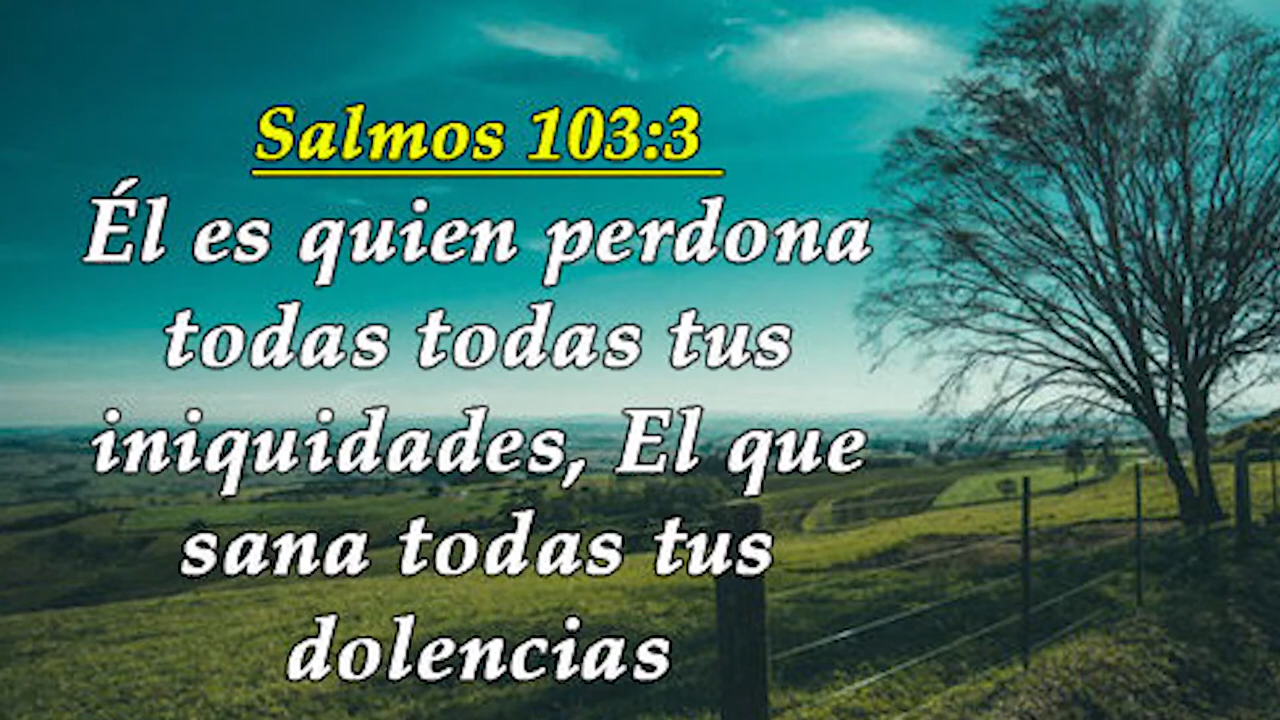 Salmos 103:3
Él es quien perdona
todas todas tus
iniquidades, El que
sana todas tus
dolencias